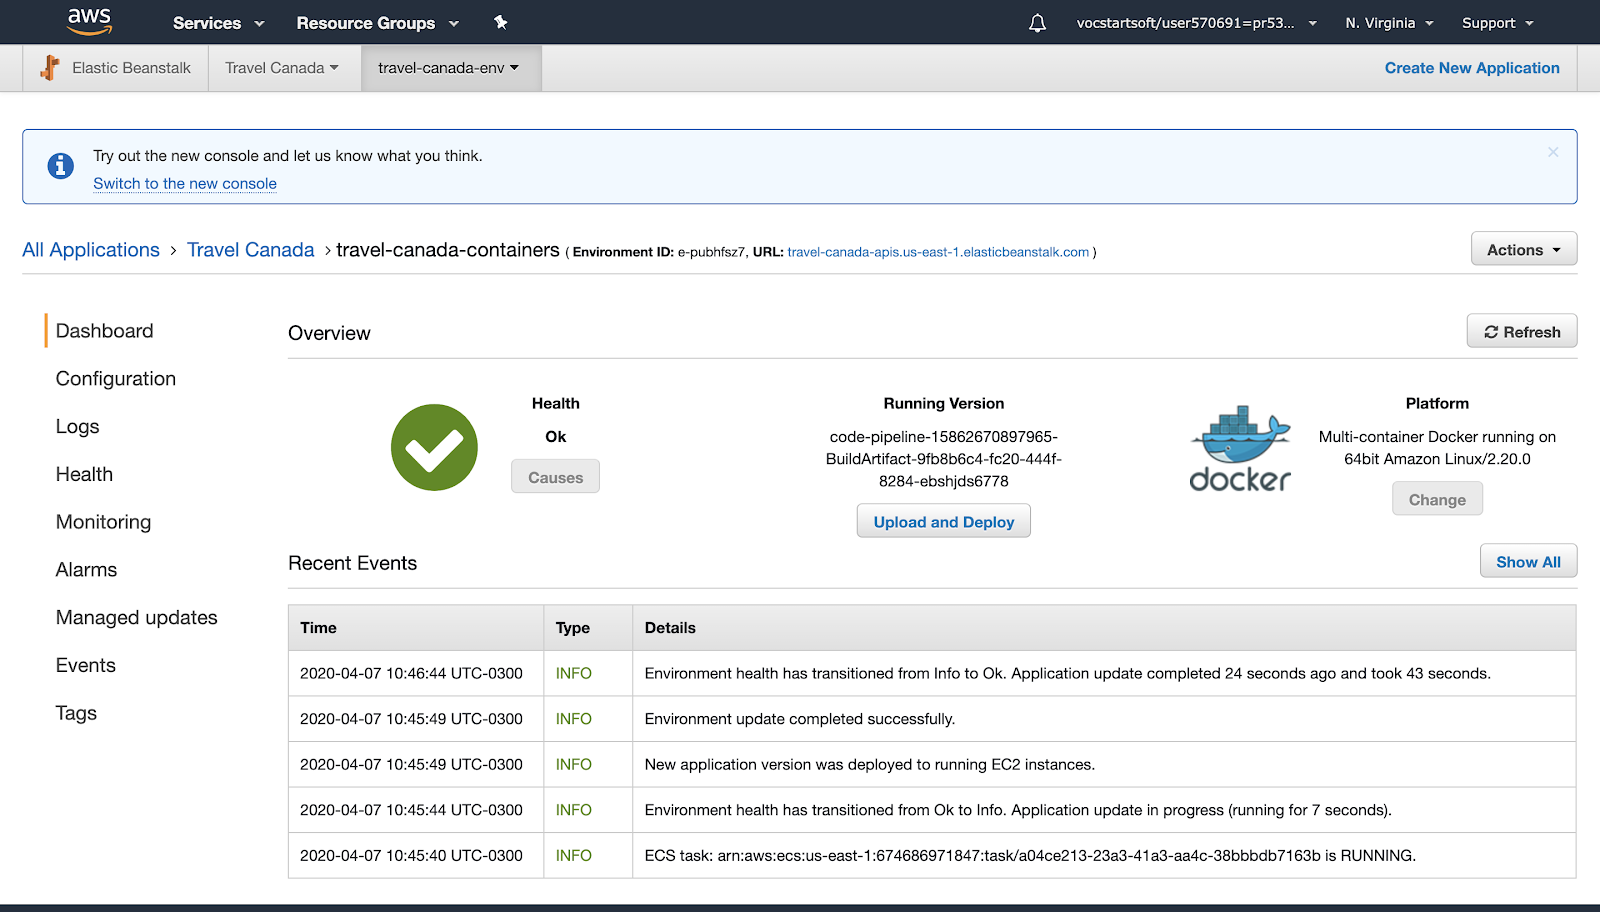 aws Services Resource Groups vocstartsoft/user570691=pr53... N. Virginia Support
Elastic Beanstalk Travel Canada travel-canada-env Create New Application
Try out the new console and let us know what you think.
Switch to the new console
All Applications > Travel Canada > travel-canada-containers ( Environment ID: e-pubhfsz7, URL: travel-canada-apis.us-east-1.elasticbeanstalk.com )
Actions
Dashboard
Configuration
Logs
Health
Monitoring
Alarms
Managed updates
Events
Tags
Overview
Refresh
Health
Ok
Causes
Running Version
code-pipeline-15862670897965-
BuildArtifact-9fb8b6c4-fc20-444f-
8284-ebshjds6778
Upload and Deploy
docker
Platform
Multi-container Docker running on
64bit Amazon Linux/2.20.0
Change
Recent Events
Show All
Time Type Details
2020-04-07 10:46:44 UTC-0300 INFO Environment health has transitioned from Info to Ok. Application update completed 24 seconds ago and took 43 seconds.
2020-04-07 10:45:49 UTC-0300 INFO Environment update completed successfully.
2020-04-07 10:45:49 UTC-0300 INFO New application version was deployed to running EC2 instances.
2020-04-07 10:45:44 UTC-0300 INFO Environment health has transitioned from Ok to Info. Application update in progress (running for 7 seconds).
2020-04-07 10:45:40 UTC-0300 INFO ECS task: arn:aws:ecs:us-east-1:674686971847:task/a04ce213-23a3-41a3-aa4c-38bbbdb7163b is RUNNING.